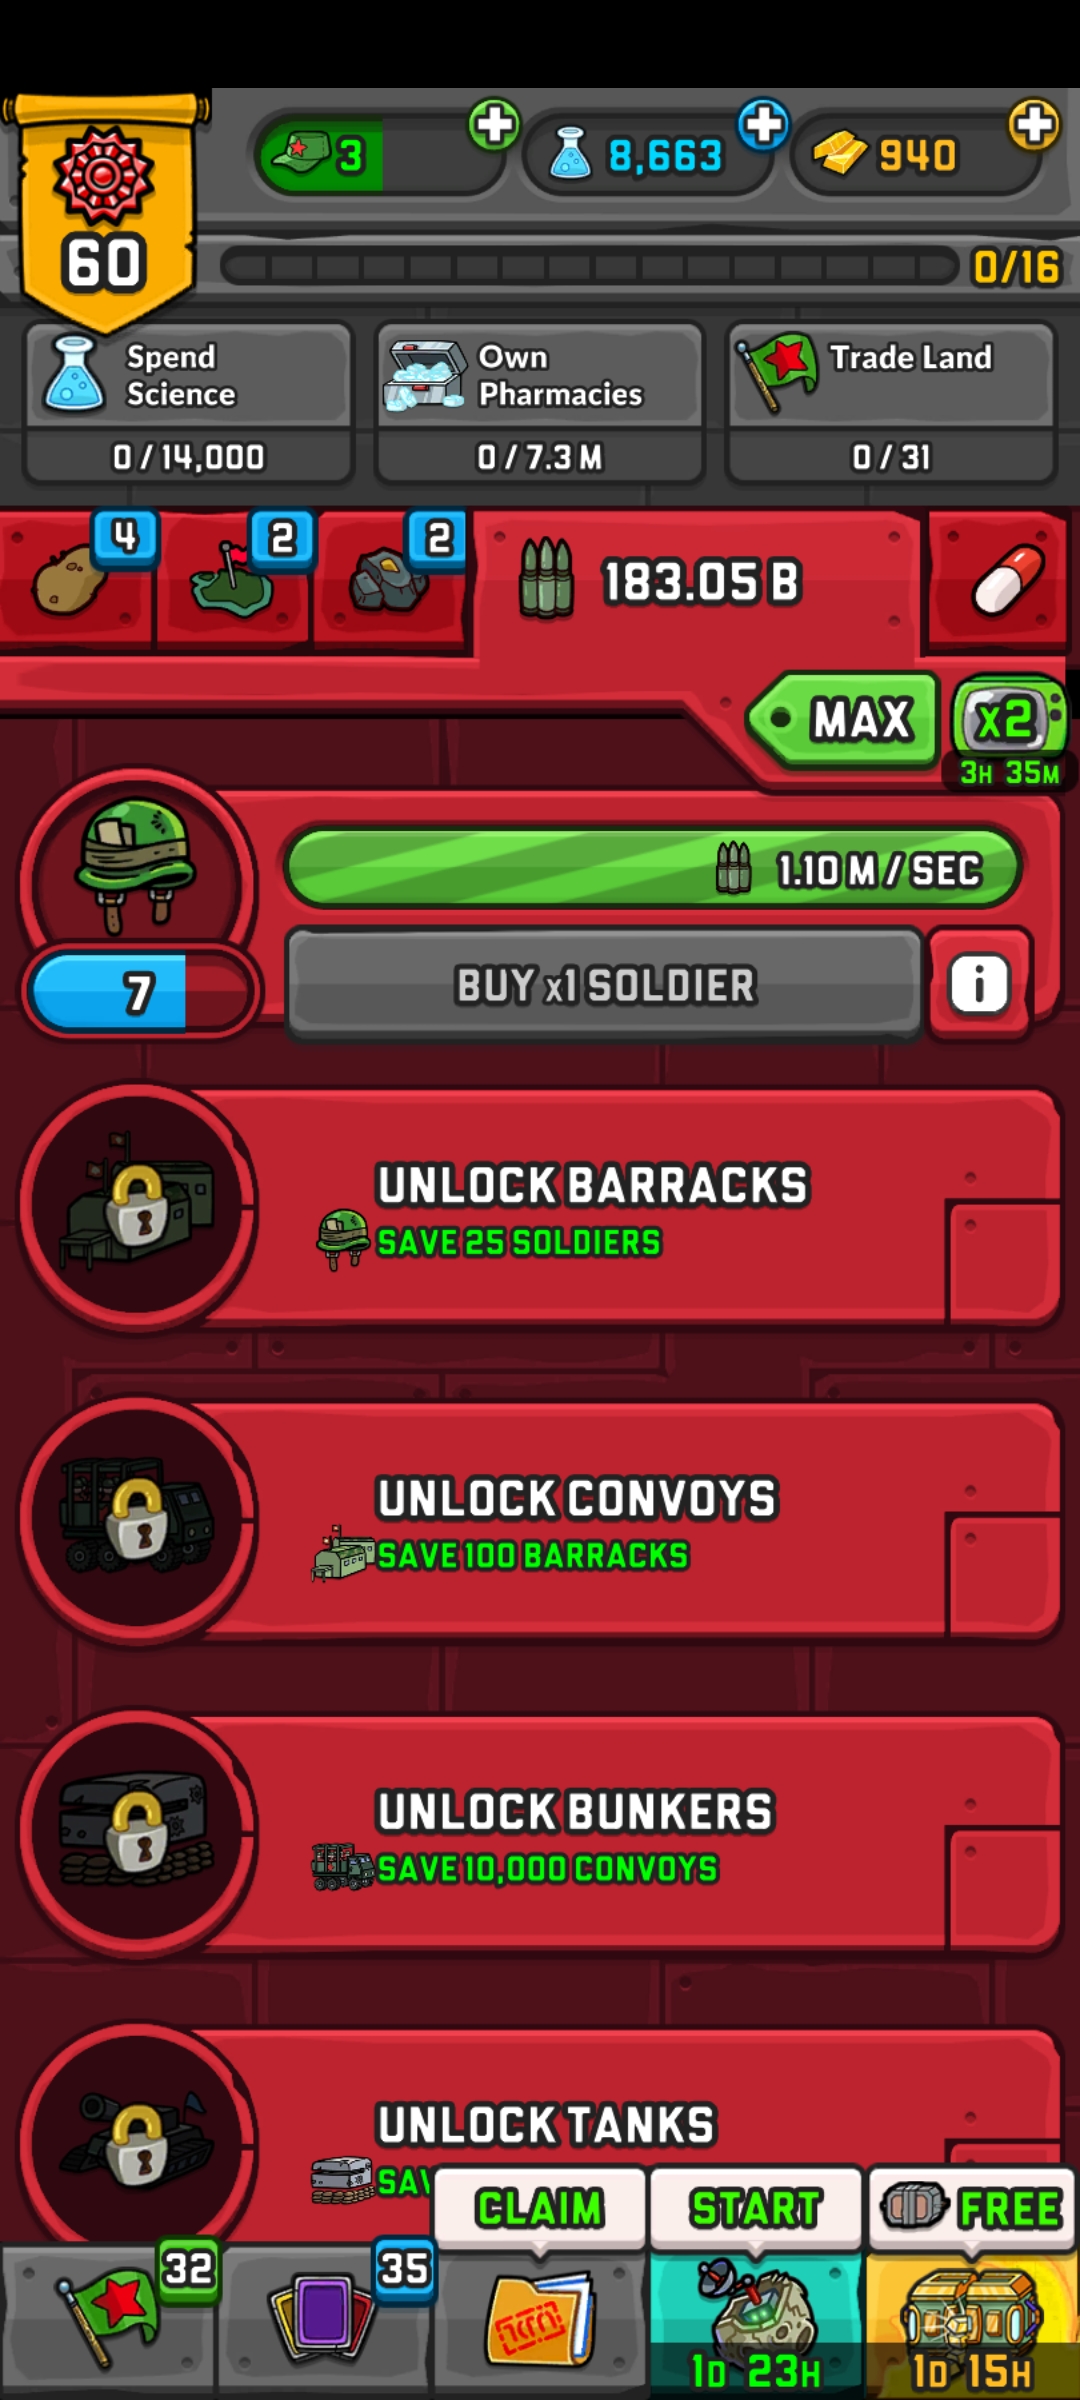 60
3
8,663
940
0/16
Spend
Science
0 / 14,000
Own
Pharmacies
0 / 7.3 M
Trade Land
0 / 31
4
2
2
183.05 B
MAX
x2
3H 35M
1.10 M / SEC
7
BUY x1 SOLDIER
i
UNLOCK BARRACKS
SAVE 25 SOLDIERS
UNLOCK CONVOYS
SAVE 100 BARRACKS
UNLOCK BUNKERS
SAVE 10,000 CONVOYS
UNLOCK TANKS
CLAIM
START
FREE
32
35
1D 23H
1D 15H